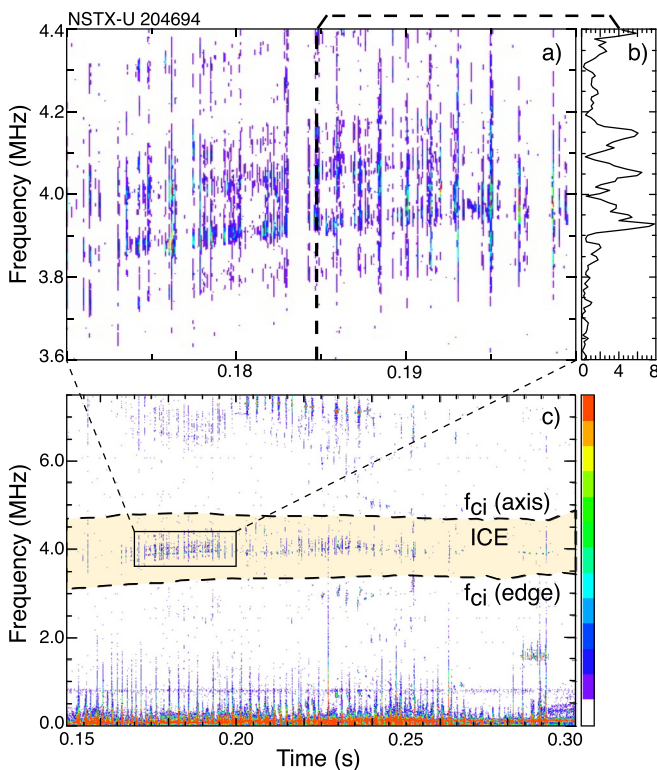 NSTX-U 204694
4.4
4.2
4.0
3.8
3.6
Frequency (MHz)
a)
b)
0.18
0.19
0
4
8
c)
6.0
4.0
2.0
0.0
Frequency (MHz)
f_ci (axis)
ICE
f_ci (edge)
0.15
0.20
0.25
0.30
Time (s)